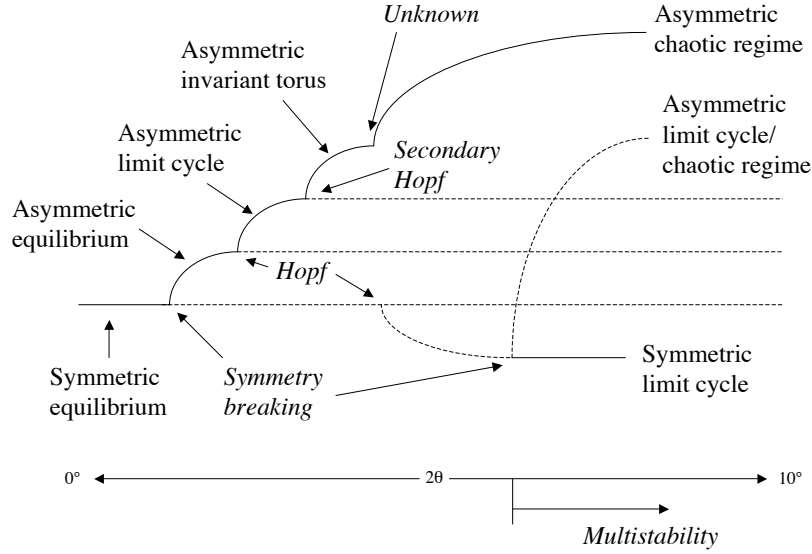 Unknown
Asymmetric
chaotic regime
Asymmetric
invariant torus
Asymmetric
limit cycle/
chaotic regime
Asymmetric
limit cycle
Secondary
Hopf
Asymmetric
equilibrium
Hopf
Symmetric
equilibrium
Symmetry
breaking
Symmetric
limit cycle
0°
2θ
10°
Multistability